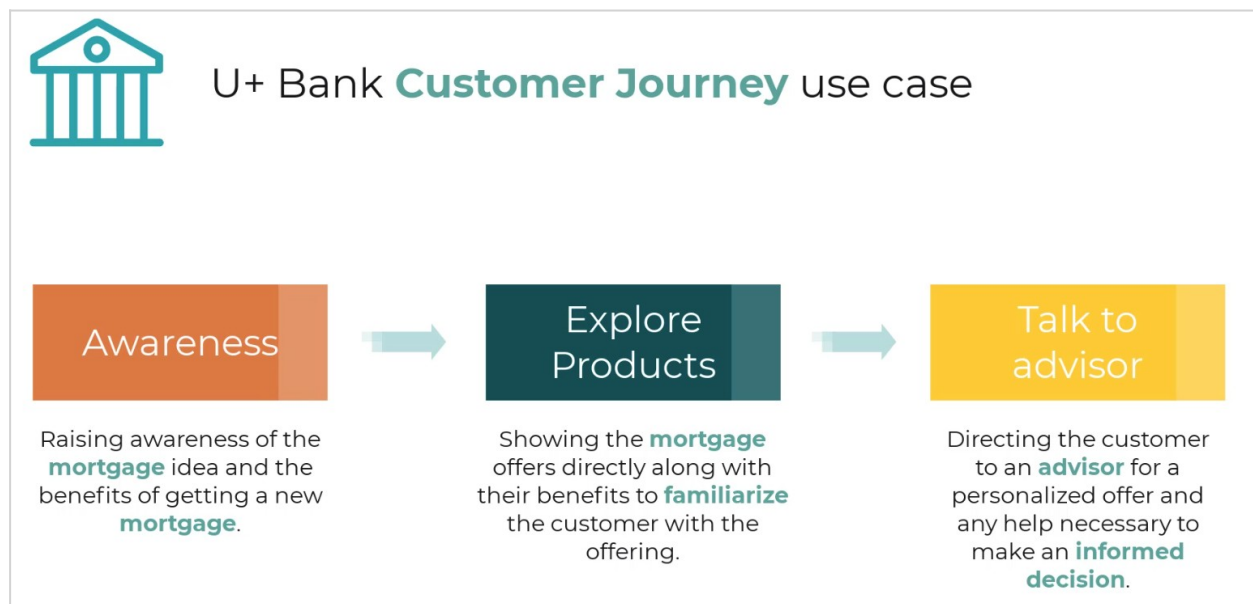 U+ Bank Customer Journey use case
Awareness
Raising awareness of the
mortgage idea and the
benefits of getting a new
mortgage.
Explore
Products
Showing the mortgage
offers directly along with
their benefits to familiarize
the customer with the
offering.
Talk to
advisor
Directing the customer
to an advisor for a
personalized offer and
any help necessary to
make an informed
decision.